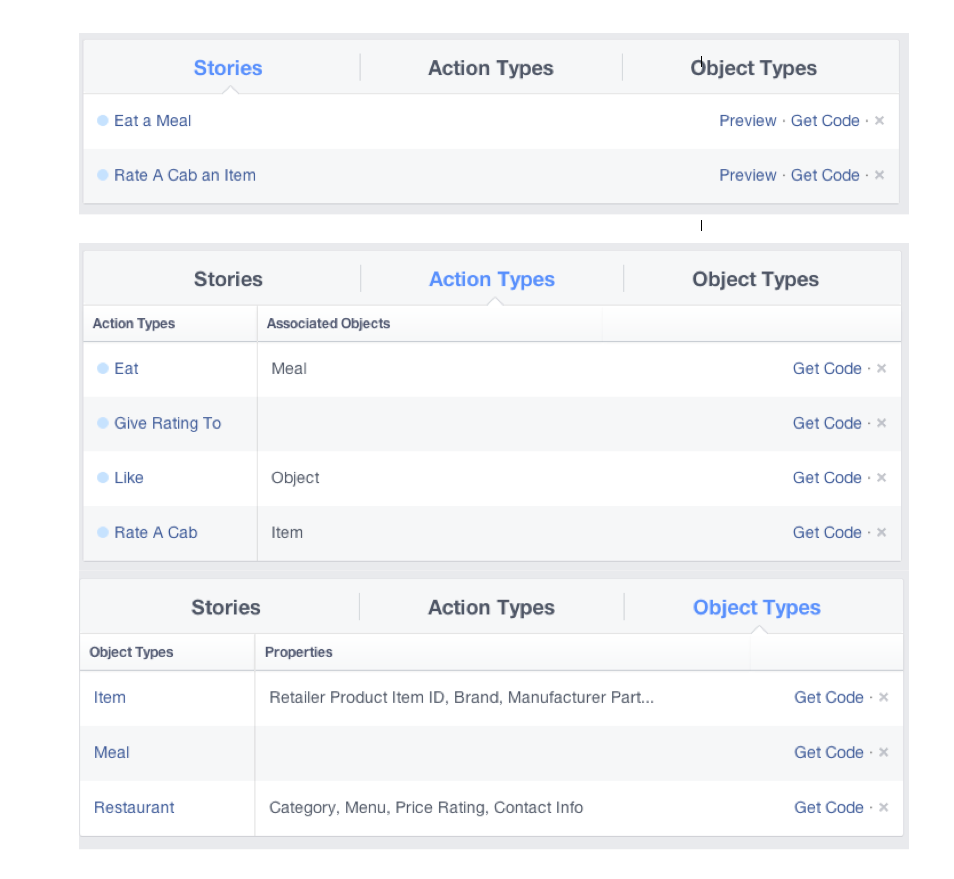 Stories Action Types Object Types
Eat a Meal Preview · Get Code · ×
Rate A Cab an Item Preview · Get Code · ×
Stories Action Types Object Types
Action Types Associated Objects
Eat Meal Get Code · ×
Give Rating To Get Code · ×
Like Object Get Code · ×
Rate A Cab Item Get Code · ×
Stories Action Types Object Types
Object Types Properties
Item Retailer Product Item ID, Brand, Manufacturer Part... Get Code · ×
Meal Get Code · ×
Restaurant Category, Menu, Price Rating, Contact Info Get Code · ×